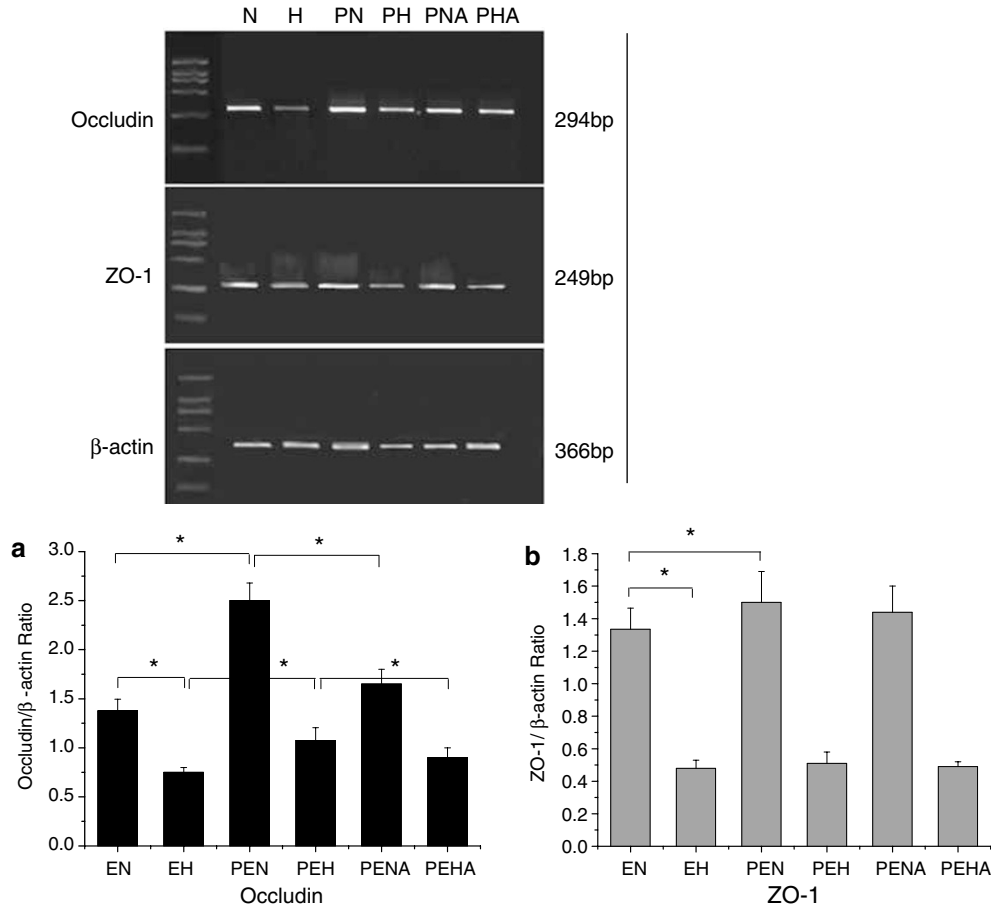 N H PN PH PNA PHA
Occludin 294bp
ZO-1 249bp
β-actin 366bp
a
* *
* * *
Occludin/β -actin Ratio
3.0
2.5
2.0
1.5
1.0
0.5
0.0
EN EH PEN PEH PENA PEHA
Occludin
b
*
*
ZO-1/ β-actin Ratio
1.8
1.6
1.4
1.2
1.0
0.8
0.6
0.4
0.2
0.0
EN EH PEN PEH PENA PEHA
ZO-1